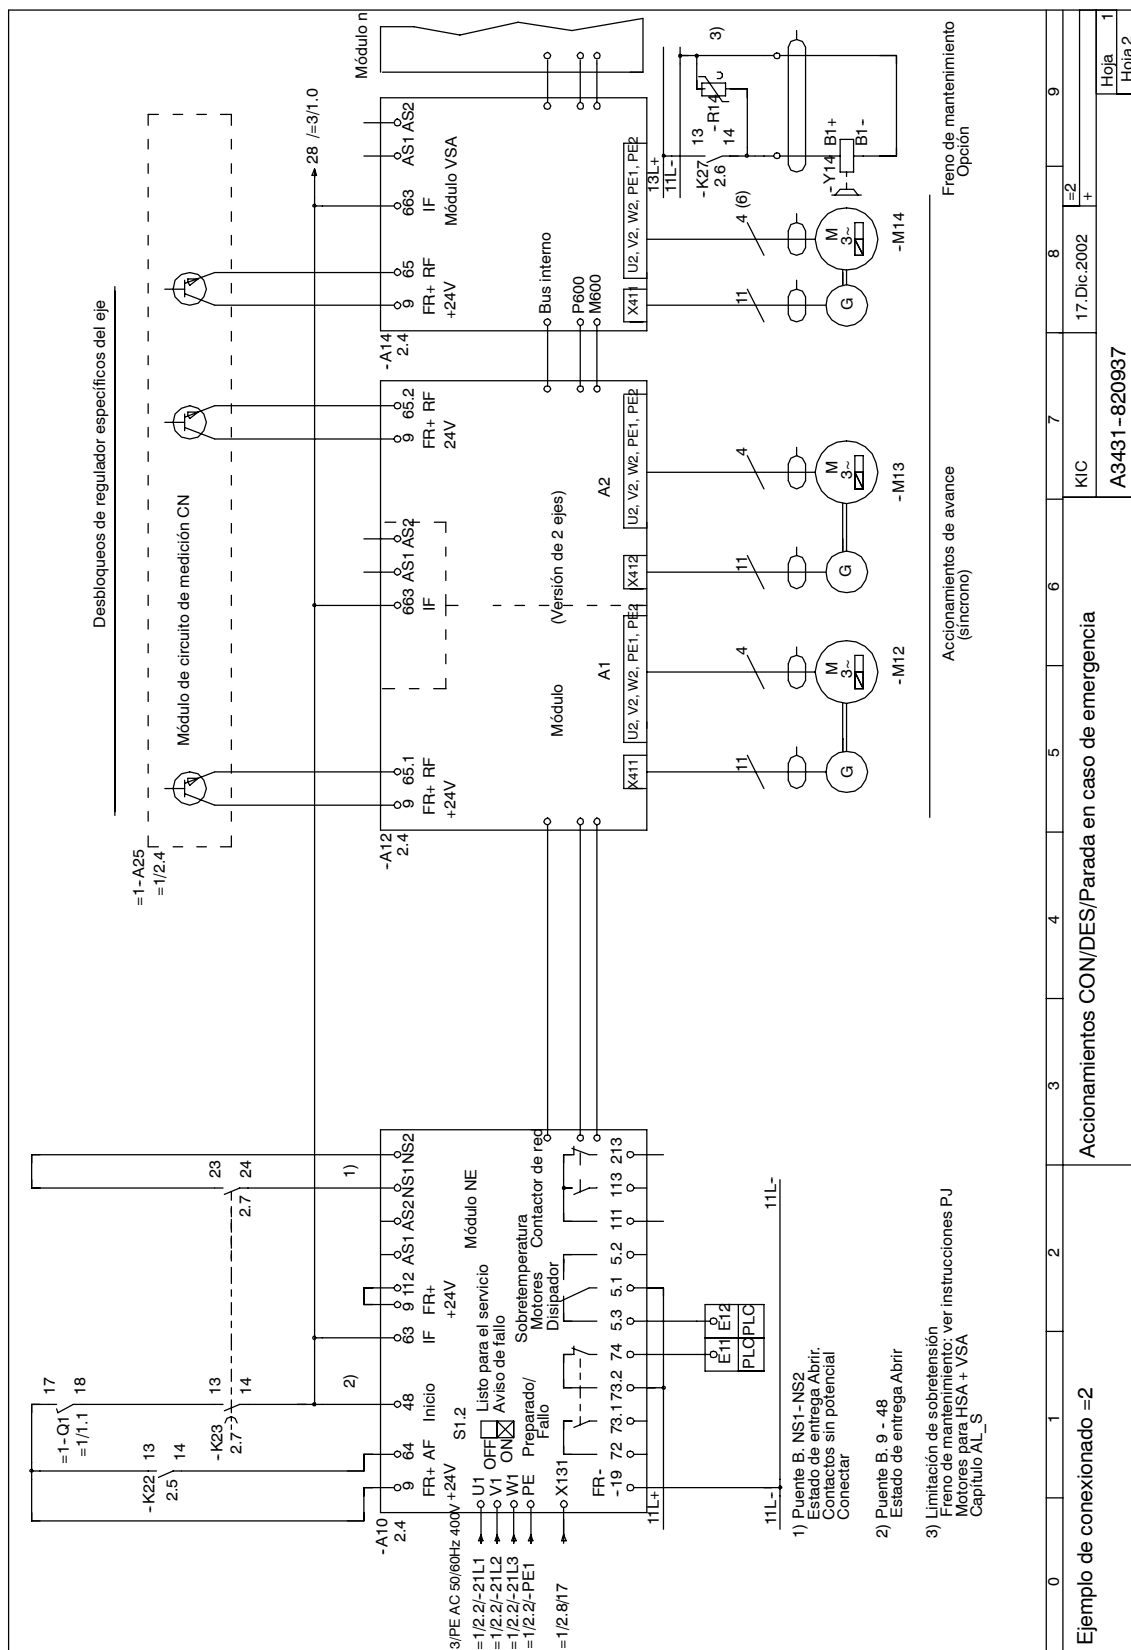 Desbloqueos de regulador específicos del eje
=1-A25
=1/2.4
Módulo de circuito de medición CN
17
=1-Q1
18
=1/1.1
-K22
13
2.5
14
-K23
13
2.7
14
23
2.7
24
1)
2)
28 /=3/1.0
-A10
2.4
9
64
48
63
9
112
AS1
AS2
NS1
NS2
FR+
AF
Inicio
IF
FR+
+24V
+24V
Módulo NE
S1.2
OFF
ON
Listo para el servicio
Aviso de fallo
Preparado/
Fallo
Sobretemperatura
Motores
Disipador
Contactor de red
3/PE AC 50/60Hz 400V
=1/2.2/-21L1
=1/2.2/-21L2
=1/2.2/-21L3
=1/2.2/-PE1
=1/2.8/17
U1
V1
W1
PE
X131
FR-
-19
72
73.1
73.2
74
5.3
5.1
5.2
111
113
213
11L+
11L-
11L-
E11
E12
PLC
PLC
-A12
2.4
9
65.1
FR+
RF
+24V
663
AS1
AS2
IF
9
65.2
FR+
RF
24V
Módulo
(Versión de 2 ejes)
A1
A2
X411
U2, V2, W2, PE1, PE2
X412
U2, V2, W2, PE1, PE2
11
4
11
4
G
M
3~
-M12
G
M
3~
-M13
Accionamientos de avance
(síncrono)
-A14
2.4
9
65
FR+
RF
+24V
663
AS1
AS2
IF
Módulo VSA
Bus interno
P600
M600
X411
U2, V2, W2, PE1, PE2
11
4 (6)
G
M
3~
-M14
Módulo n
13L+
11L-
-K27
13
2.6
14
-R14
U
3)
-Y14
B1+
B1-
Freno de mantenimiento
Opción
1) Puente B. NS1-NS2
Estado de entrega Abrir.
Contactos sin potencial
Conectar
2) Puente B. 9 - 48
Estado de entrega Abrir
3) Limitación de sobretensión
Freno de mantenimiento: ver instrucciones PJ
Motores para HSA + VSA
Capítulo AL_S
0
1
2
3
4
5
6
7
8
9
Ejemplo de conexionado =2
Accionamientos CON/DES/Parada en caso de emergencia
KIC
17.Dic.2002
=2
+
A3431-820937
Hoja 1
Hoja 2